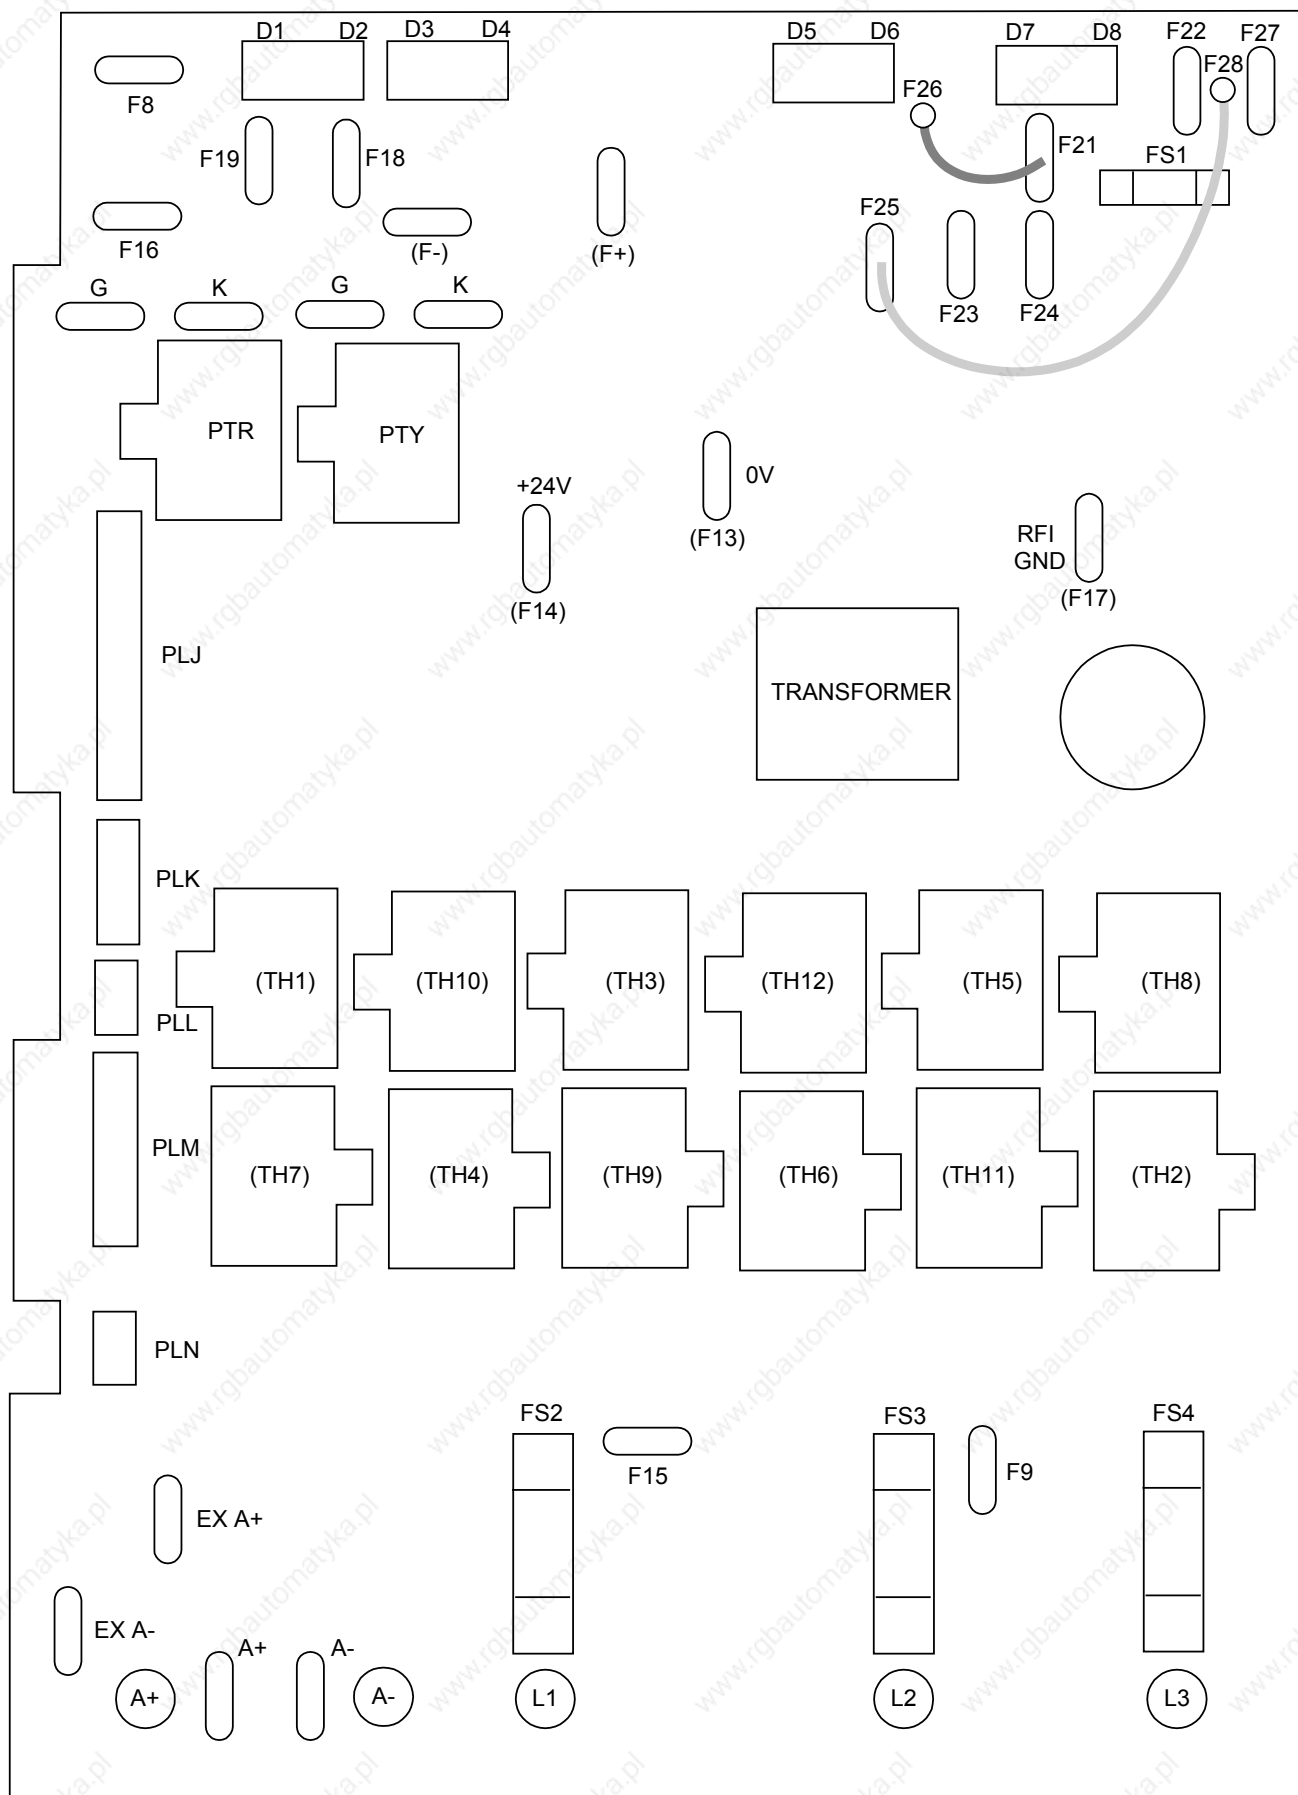 D1 D2 D3 D4 D5 D6 D7 D8 F22 F27
F28
F8
F26
F19 F18 F21
FS1
F25
F16 (F-) (F+)
G K G K
F23 F24
PTR PTY
+24V 0V
(F13)
RFI
GND
(F14) (F17)
PLJ
TRANSFORMER
PLK
(TH1) (TH10) (TH3) (TH12) (TH5) (TH8)
PLL
PLM
(TH7) (TH4) (TH9) (TH6) (TH11) (TH2)
PLN
FS2 FS3 FS4
F15 F9
EX A+
EX A-
A+ A-
A+ A- L1 L2 L3
www.rgbautomatyka.pl